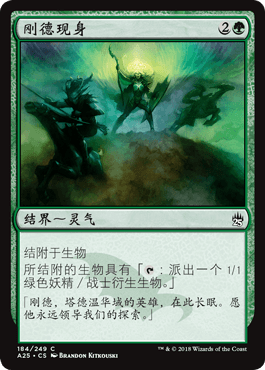 刚德现身 2
结界～灵气
结附于生物
所结附的生物具有「：派出一个 1/1
绿色妖精／战士衍生生物。」
「刚德，塔德温华域的英雄，在此长眠。愿
他永远领导我们的探索。」
184/249 C
A25 • CS BRANDON KITKOUSKI
™ & © 2018 Wizards of the Coast